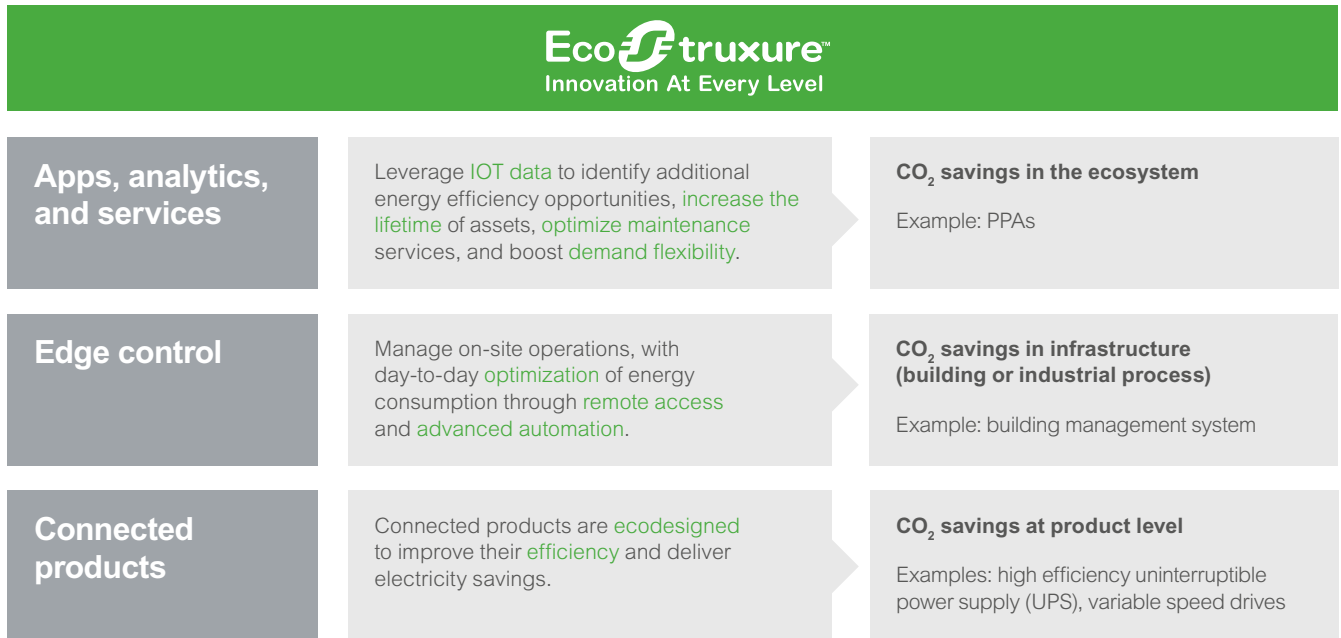 EcoStruxure™
Innovation At Every Level
Apps, analytics,
and services
Leverage IOT data to identify additional
energy efficiency opportunities, increase the
lifetime of assets, optimize maintenance
services, and boost demand flexibility.
CO₂ savings in the ecosystem
Example: PPAs
Edge control
Manage on-site operations, with
day-to-day optimization of energy
consumption through remote access
and advanced automation.
CO₂ savings in infrastructure
(building or industrial process)
Example: building management system
Connected
products
Connected products are ecodesigned
to improve their efficiency and deliver
electricity savings.
CO₂ savings at product level
Examples: high efficiency uninterruptible
power supply (UPS), variable speed drives